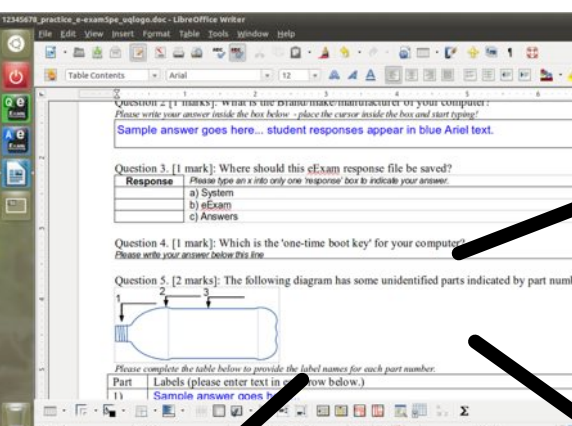 12345678_practice_e-examSpe_uqlogo.doc - LibreOffice Writer
File Edit View Insert Format Table Tools Window Help
Table Contents Arial 12
Question 2 [1 marks]: What is the Brand/make/manufacturer of your computer?
Please write your answer inside the box below - place the cursor inside the box and start typing!
Sample answer goes here... student responses appear in blue Ariel text.
Question 3. [1 mark]: Where should this eExam response file be saved?
Response Please type an x into only one 'response' box to indicate your answer.
a) System
b) eExam
c) Answers
Question 4. [1 mark]: Which is the 'one-time boot key' for your computer?
Please write your answer below this line
Question 5. [2 marks]: The following diagram has some unidentified parts indicated by part num
1 2 3
Please complete the table below to provide the label names for each part number.
Part Labels (please enter text in row below.)
1) Sample answer goes